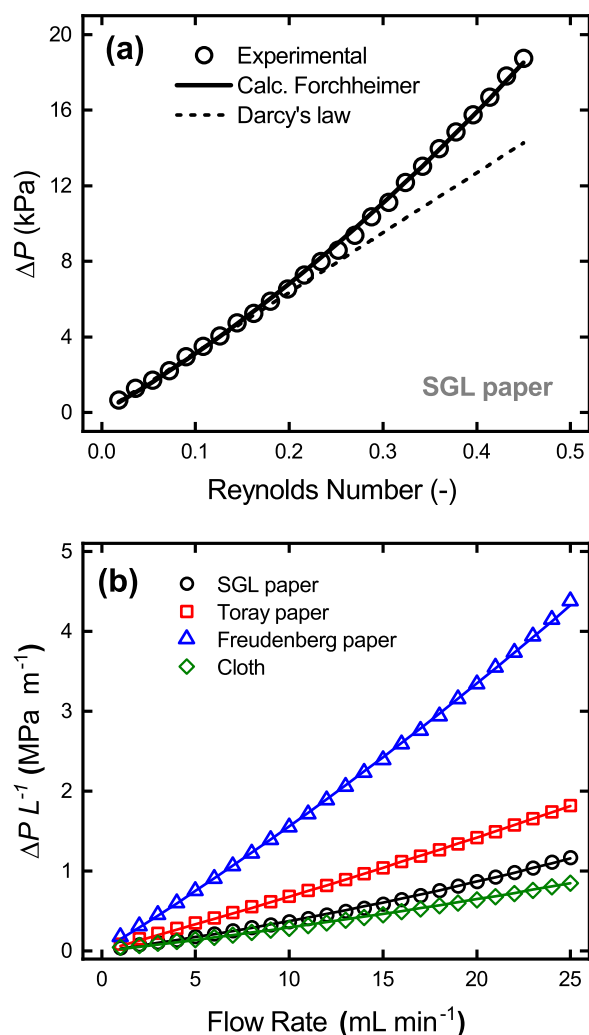 (a)
Experimental
Calc. Forchheimer
Darcy's law
20
16
12
8
4
0
ΔP (kPa)
SGL paper
0.0 0.1 0.2 0.3 0.4 0.5
Reynolds Number (-)
(b)
SGL paper
Toray paper
Freudenberg paper
Cloth
5
4
3
2
1
0
ΔP L⁻¹ (MPa m⁻¹)
0 5 10 15 20 25
Flow Rate (mL min⁻¹)